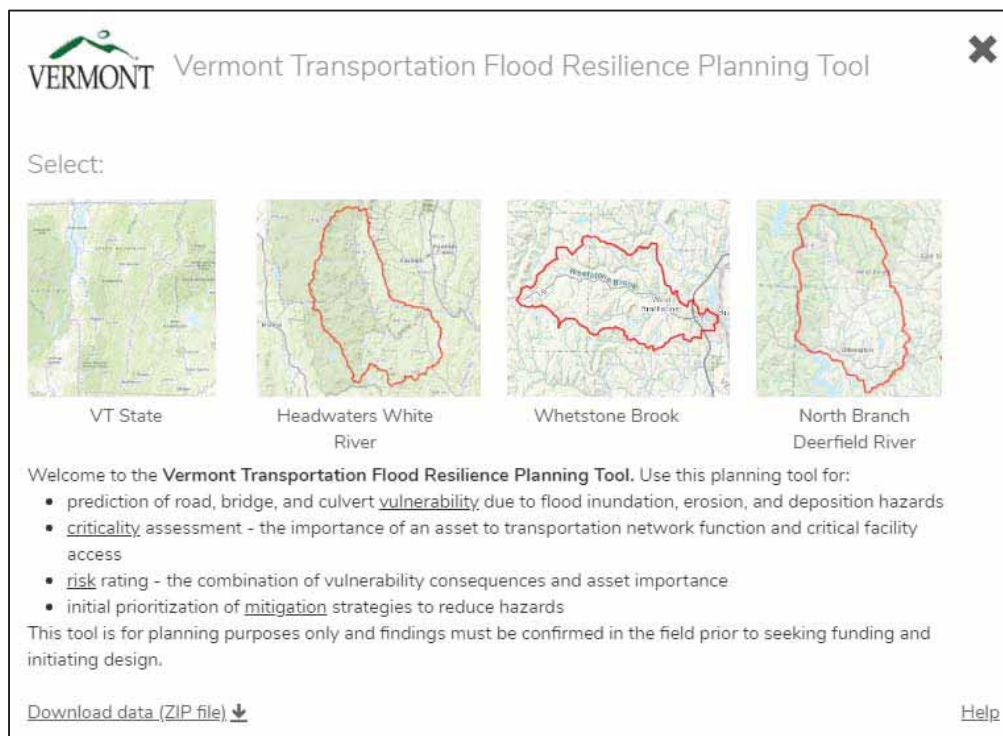 VERMONT
Vermont Transportation Flood Resilience Planning Tool
Select:
Whetstone Brook
VT State
Headwaters White
River
Whetstone Brook
North Branch
Deerfield River
Welcome to the Vermont Transportation Flood Resilience Planning Tool. Use this planning tool for:
• prediction of road, bridge, and culvert vulnerability due to flood inundation, erosion, and deposition hazards
• criticality assessment - the importance of an asset to transportation network function and critical facility
access
• risk rating - the combination of vulnerability consequences and asset importance
• initial prioritization of mitigation strategies to reduce hazards
This tool is for planning purposes only and findings must be confirmed in the field prior to seeking funding and
initiating design.
Download data (ZIP file)
Help